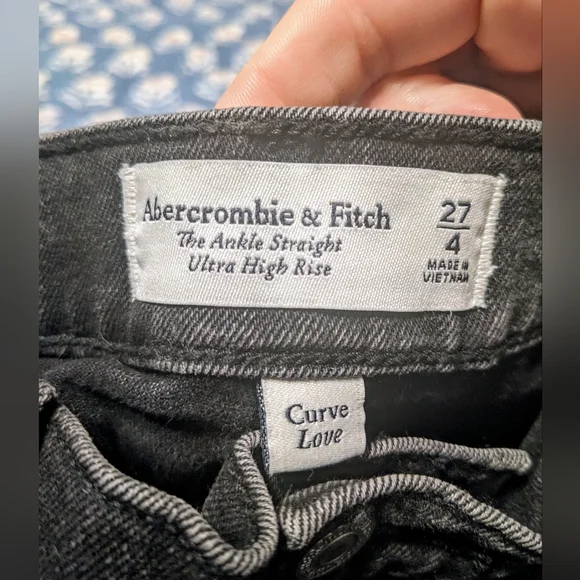 Abercrombie & Fitch
The Ankle Straight
Ultra High Rise
27
4
MADE IN
VIETNAM
Curve
Love